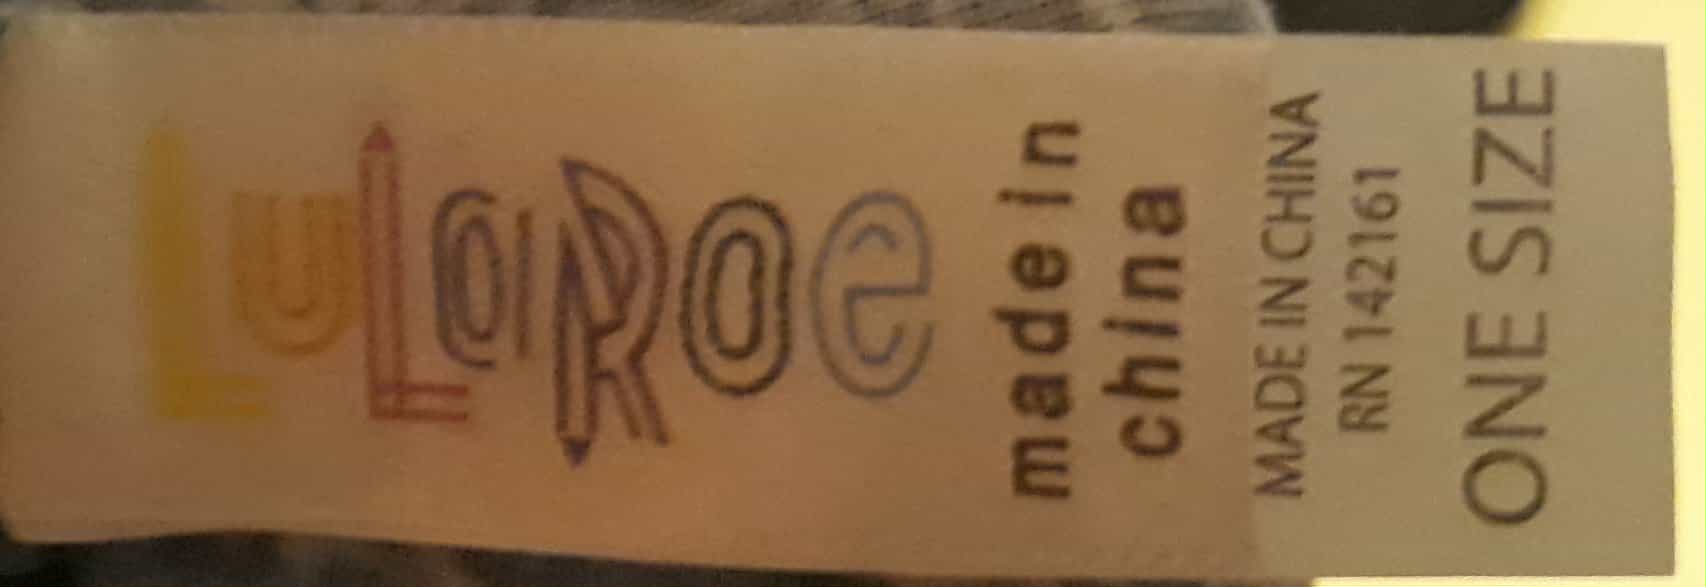 LuLaRoe
made in
china
MADE IN CHINA
RN 142161
ONE SIZE